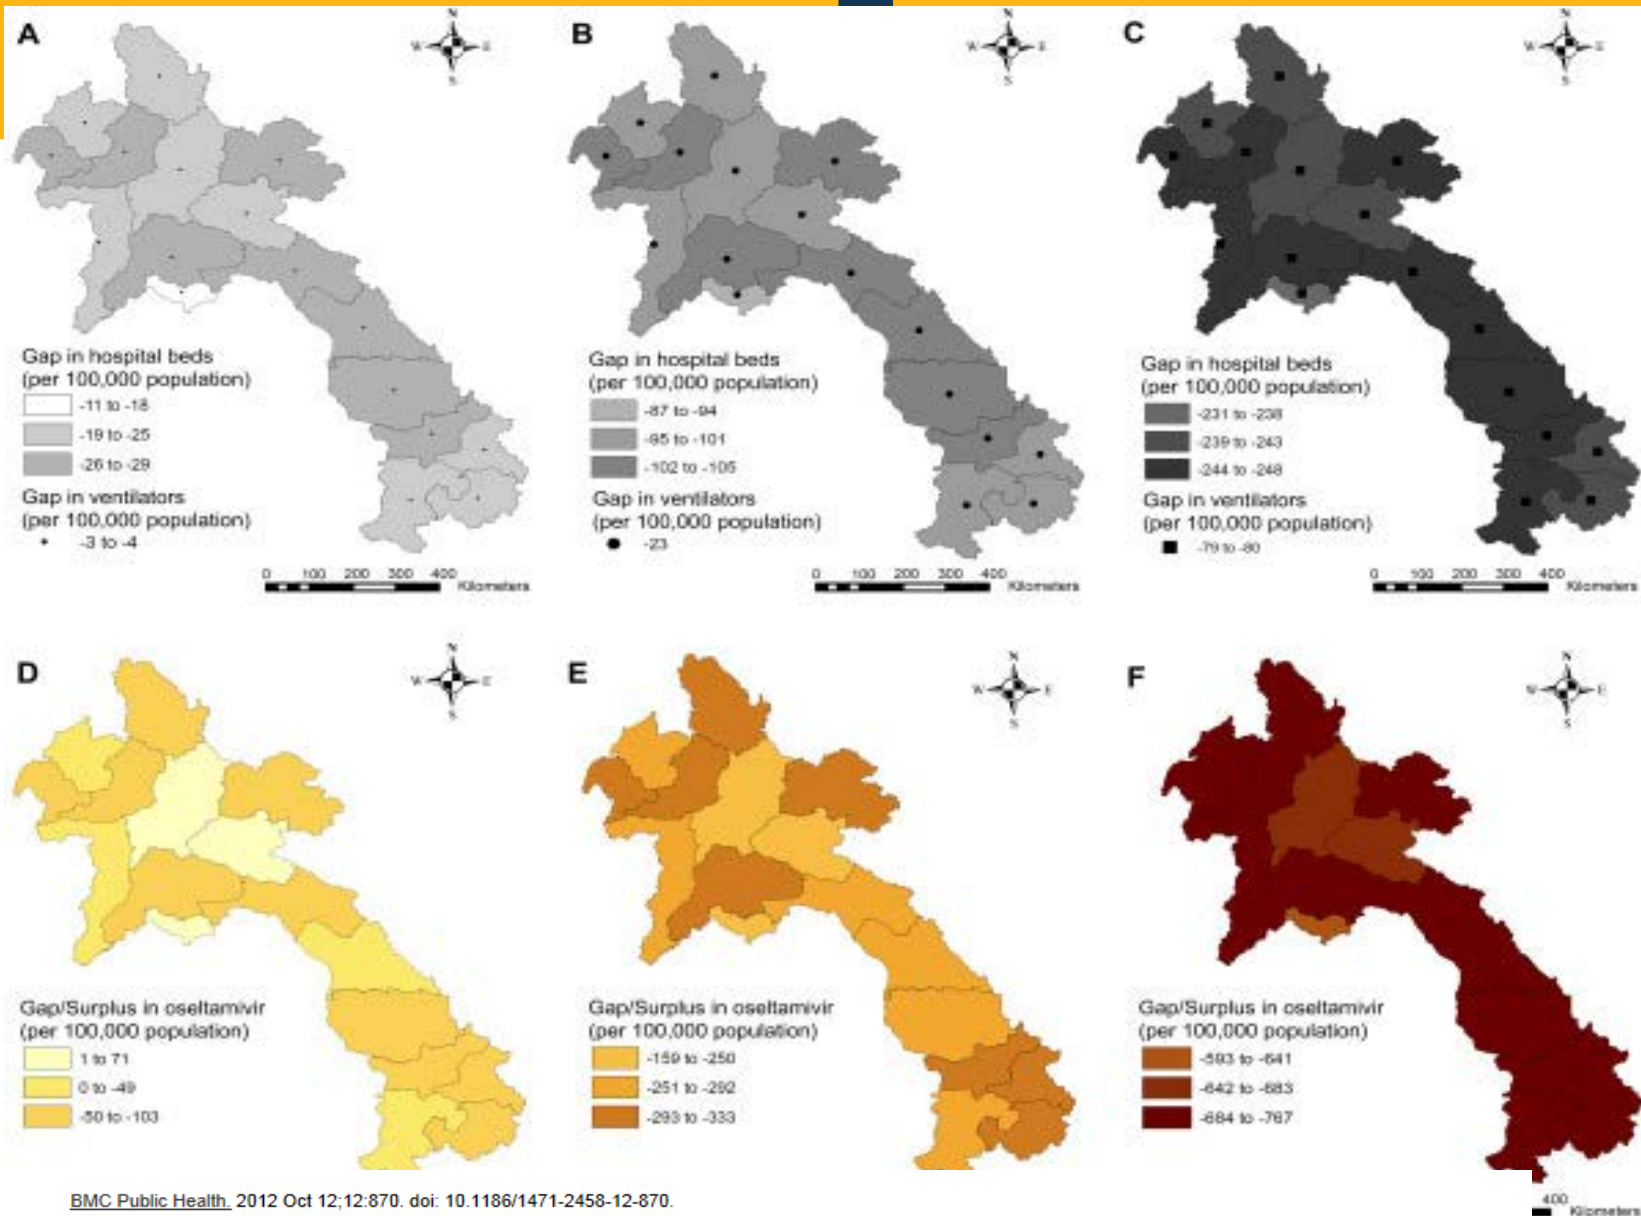 A
N
W E
S
Gap in hospital beds
(per 100,000 population)
-11 to -18
-19 to -25
-26 to -29
Gap in ventilators
(per 100,000 population)
-3 to -4
0 100 200 300 400
Kilometers
B
N
W E
S
Gap in hospital beds
(per 100,000 population)
-87 to -94
-95 to -101
-102 to -105
Gap in ventilators
(per 100,000 population)
-23
0 100 200 300 400
Kilometers
C
N
W E
S
Gap in hospital beds
(per 100,000 population)
-231 to -238
-239 to -243
-244 to -248
Gap in ventilators
(per 100,000 population)
-79 to -80
0 100 200 300 400
Kilometers
D
N
W E
S
Gap/Surplus in oseltamivir
(per 100,000 population)
1 to 71
0 to -49
-50 to -103
E
N
W E
S
Gap/Surplus in oseltamivir
(per 100,000 population)
-159 to -250
-251 to -292
-293 to -333
F
N
W E
S
Gap/Surplus in oseltamivir
(per 100,000 population)
-593 to -641
-642 to -683
-684 to -767
400
Kilometers
BMC Public Health. 2012 Oct 12;12:870. doi: 10.1186/1471-2458-12-870.